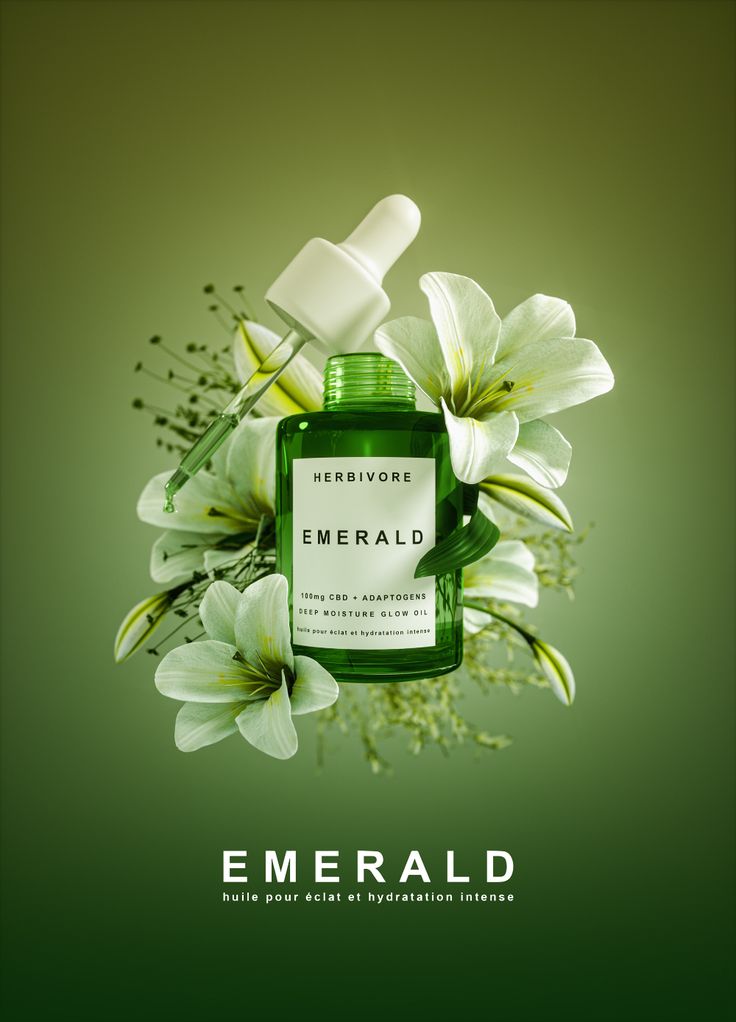 HERBIVORE
EMERALD
100mg CBD + ADAPTOGENS
DEEP MOISTURE GLOW OIL
huile pour éclat et hydratation intense
EMERALD
huile pour éclat et hydratation intense